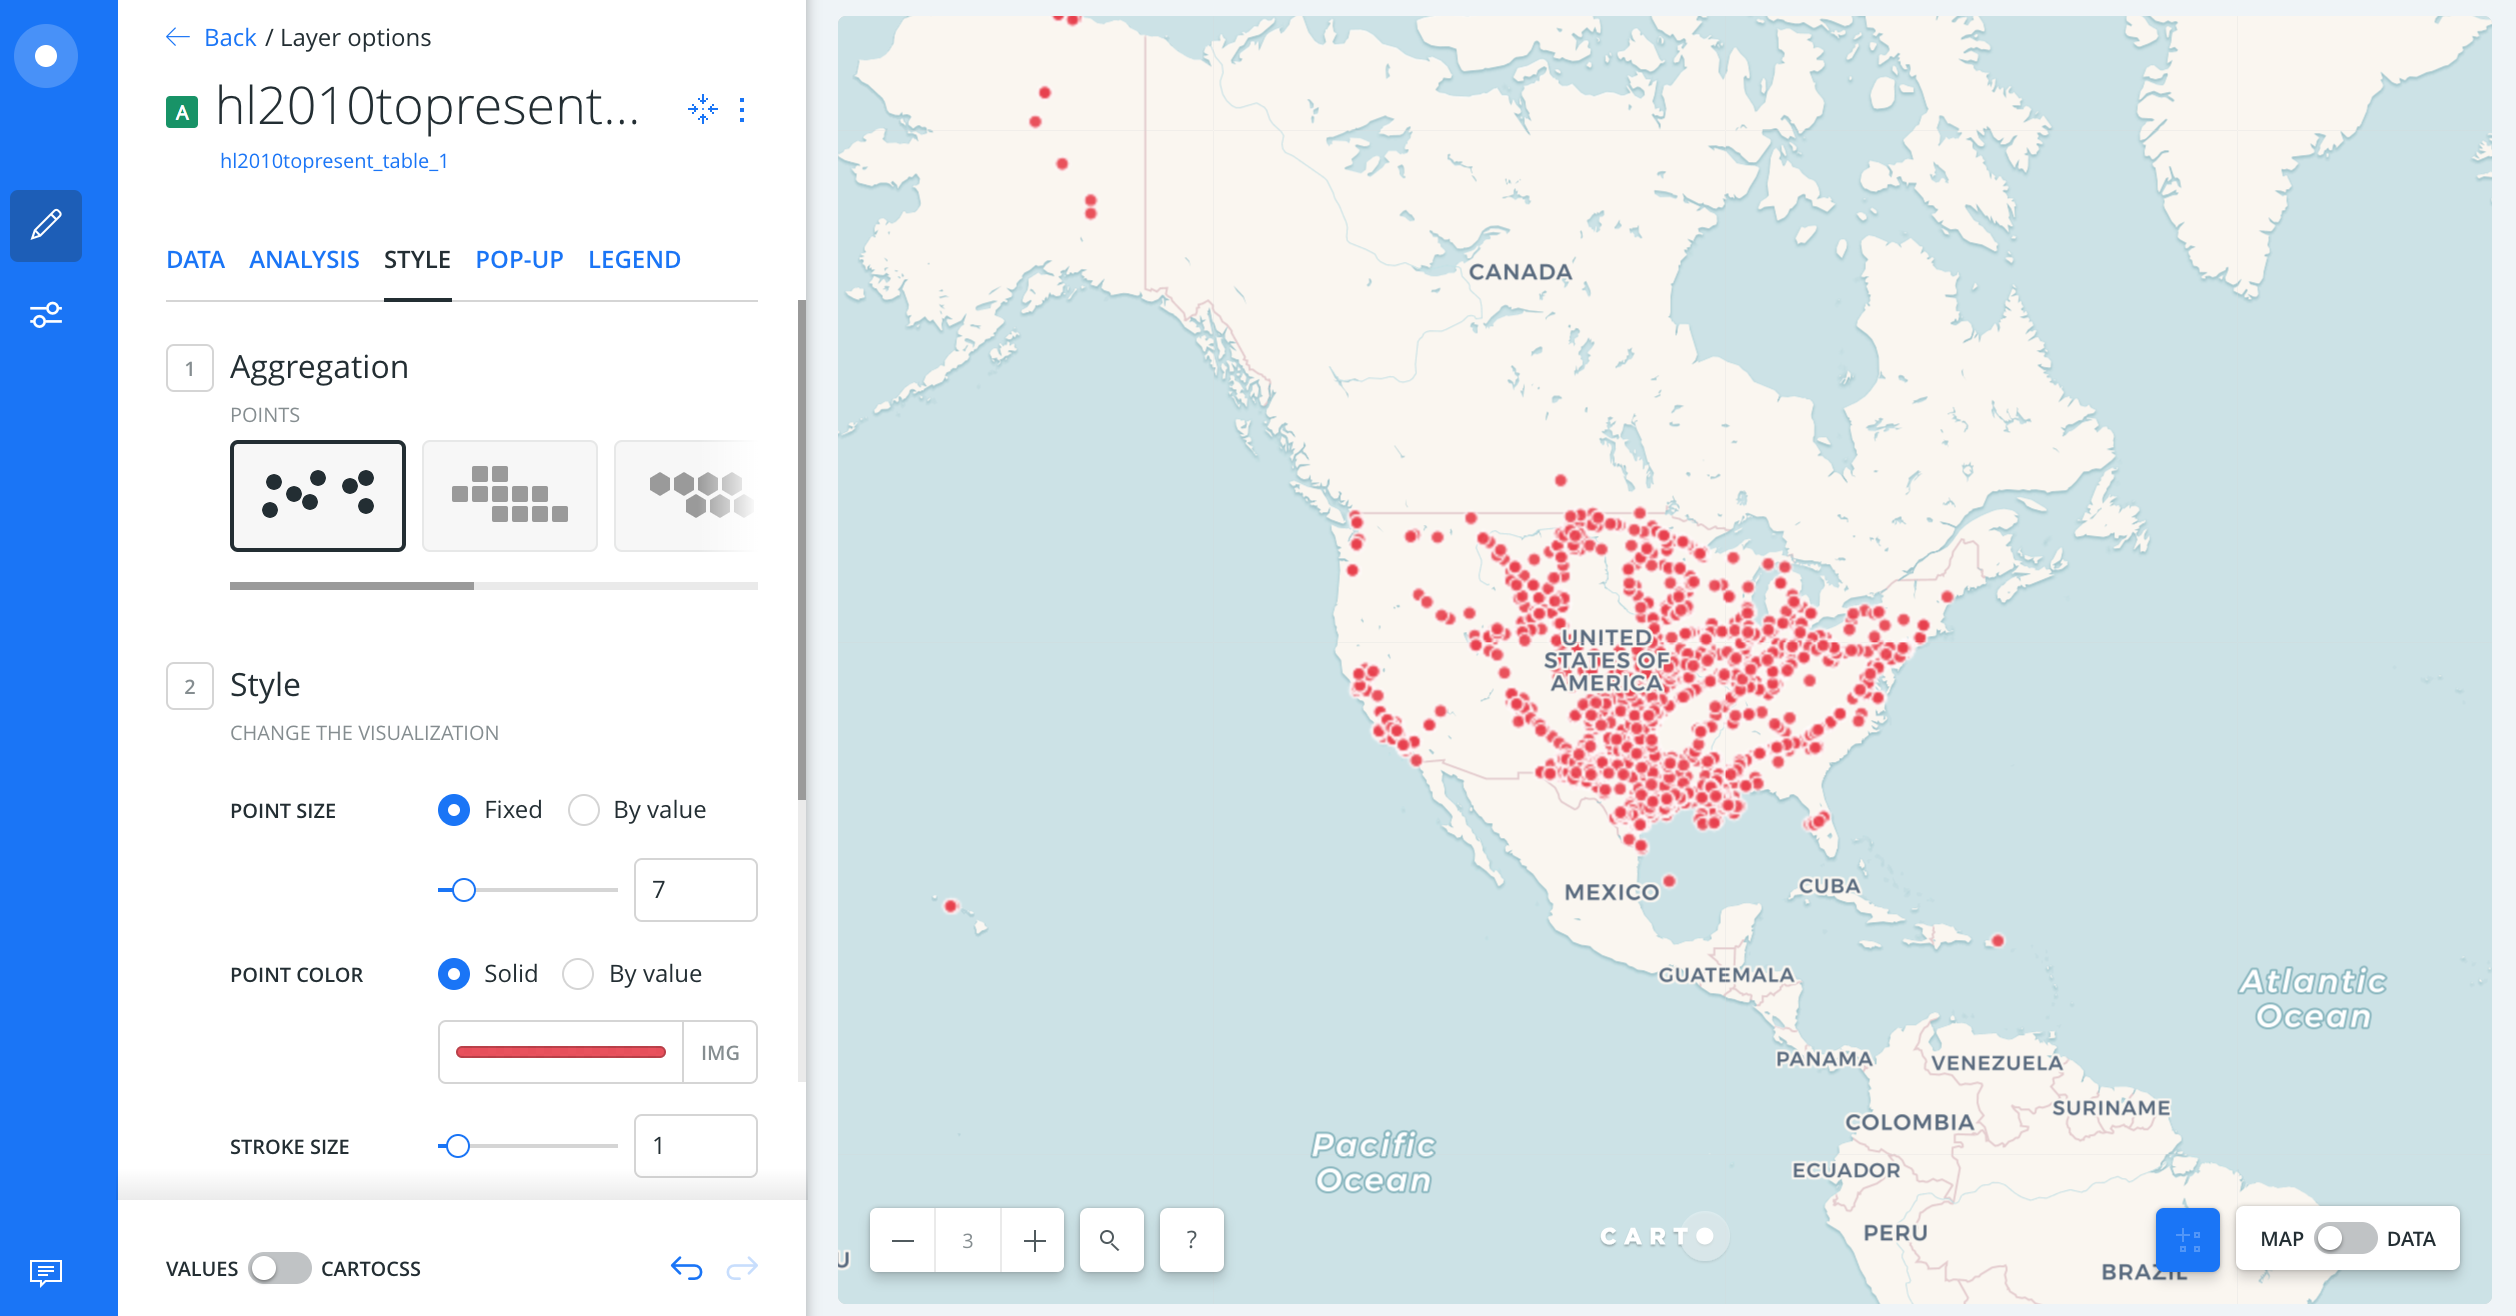 Back / Layer options
A hl2010topresent...
hl2010topresent_table_1
DATA ANALYSIS STYLE POP-UP LEGEND
1 Aggregation
POINTS
2 Style
CHANGE THE VISUALIZATION
POINT SIZE Fixed By value
7
POINT COLOR Solid By value
IMG
STROKE SIZE 1
VALUES CARTOCSS
CANADA
UNITED
STATES OF
AMERICA
MEXICO
CUBA
GUATEMALA
Atlantic
Ocean
PANAMA
VENEZUELA
SURINAME
COLOMBIA
Pacific
Ocean
ECUADOR
PERU
BRAZIL
3
?
CARTO
MAP DATA